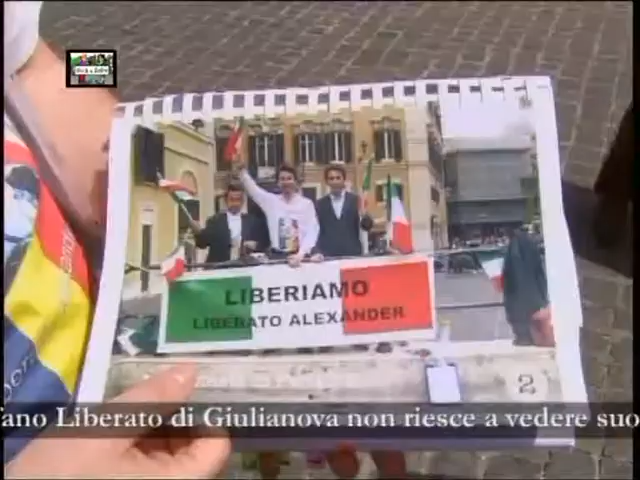 LIBERIAMO
LIBERATO ALEXANDER
2
fano Liberato di Giulianova non riesce a vedere suo